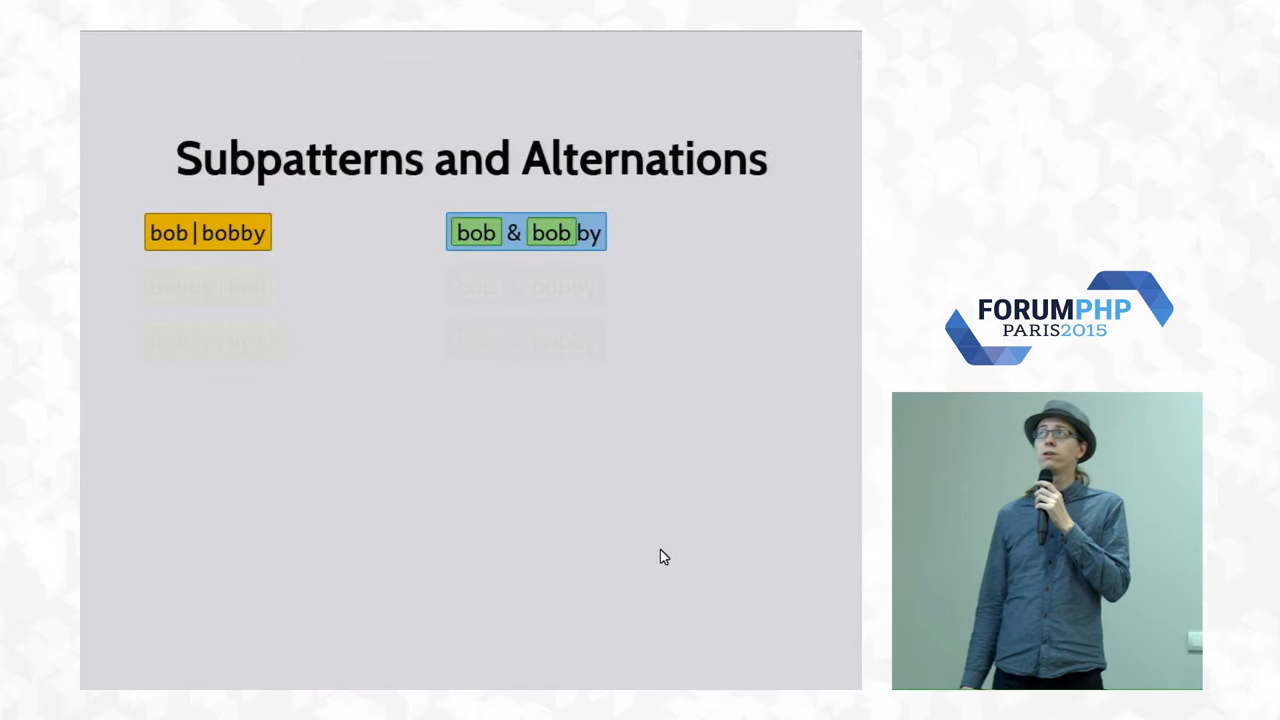 Subpatterns and Alternations
bob|bobby
bob & bobby
FORUMPHP
PARIS2015